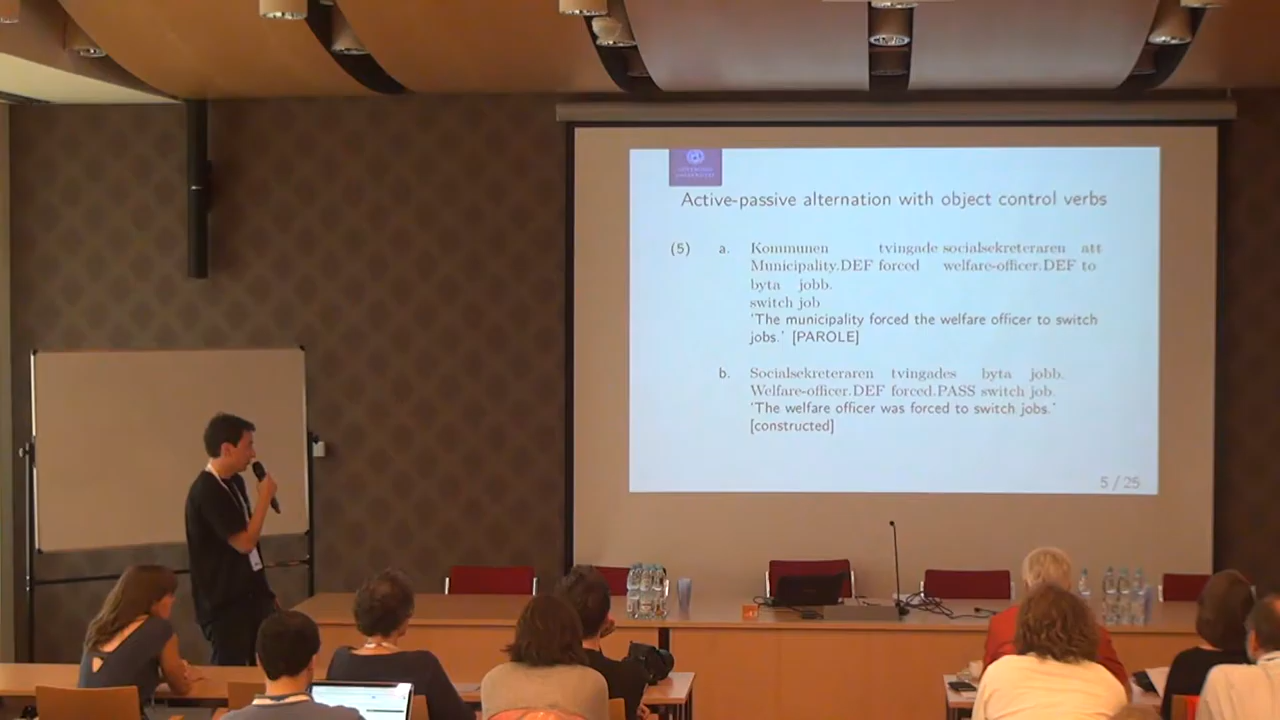 GÖTEBORGS
UNIVERSITET
Active-passive alternation with object control verbs
(5) a. Kommunen tvingade socialsekreteraren att
Municipality.DEF forced welfare-officer.DEF to
byta jobb.
switch job
'The municipality forced the welfare officer to switch
jobs.' [PAROLE]
b. Socialsekreteraren tvingades byta jobb.
Welfare-officer.DEF forced.PASS switch job.
'The welfare officer was forced to switch jobs.'
[constructed]
5 / 25